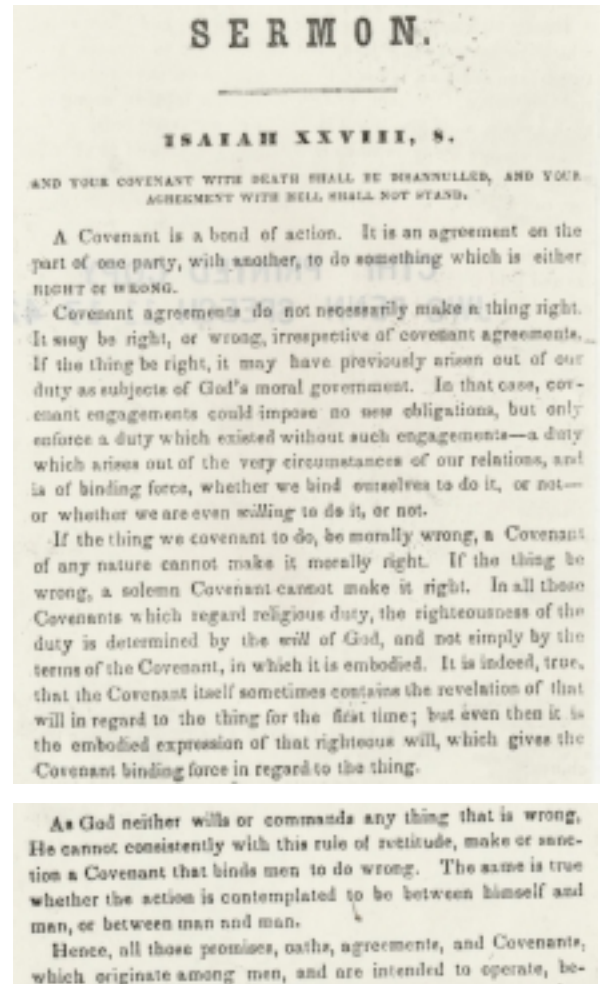 SERMON.
ISAIAH XXVIII, 8.
AND YOUR COVENANT WITH DEATH SHALL BE DISANNULLED, AND YOUR
AGREEMENT WITH HELL SHALL NOT STAND.
A Covenant is a bond of action. It is an agreement on the
part of one party, with another, to do something which is either
RIGHT or WRONG.
Covenant agreements do not necessarily make a thing right.
It may be right, or wrong, irrespective of covenant agreements.
If the thing be right, it may have previously arisen out of our
duty as subjects of God's moral government. In that case, cov-
enant engagements could impose no new obligations, but only
enforce a duty which existed without such engagements—a duty
which arises out of the very circumstances of our relations, and
is of binding force, whether we bind ourselves to do it, or not—
or whether we are even willing to do it, or not.
If the thing we covenant to do, be morally wrong, a Covenant
of any nature cannot make it morally right. If the thing be
wrong, a solemn Covenant cannot make it right. In all those
Covenants which regard religious duty, the righteousness of the
duty is determined by the will of God, and not simply by the
terms of the Covenant, in which it is embodied. It is indeed, true,
that the Covenant itself sometimes contains the revelation of that
will in regard to the thing for the first time; but even then it is
the embodied expression of that righteous will, which gives the
Covenant binding force in regard to the thing.
As God neither wills or commands any thing that is wrong,
He cannot consistently with this rule of rectitude, make or sanc-
tion a Covenant that binds men to do wrong. The same is true
whether the action is contemplated to be between himself and
man, or between man and man.
Hence, all those promises, oaths, agreements, and Covenants,
which originate among men, and are intended to operate, be-